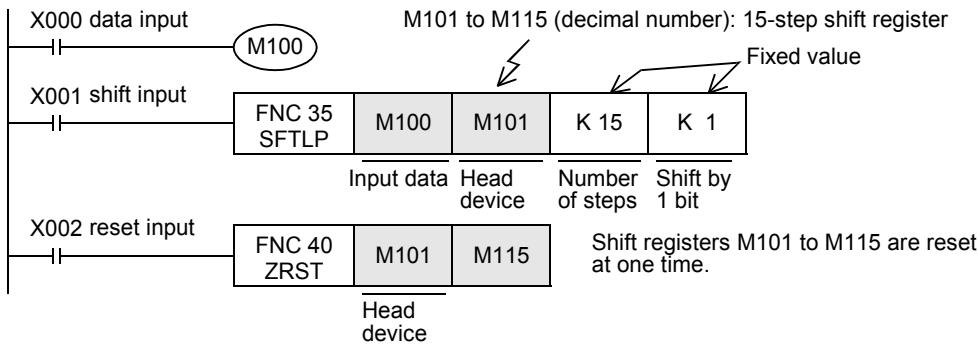 X000 data input
M101 to M115 (decimal number): 15-step shift register
M100
Fixed value
X001 shift input
FNC 35
SFTLP
M100
M101
K 15
K 1
Input data
Head
device
Number
of steps
Shift by
1 bit
X002 reset input
FNC 40
ZRST
M101
M115
Shift registers M101 to M115 are reset
at one time.
Head
device